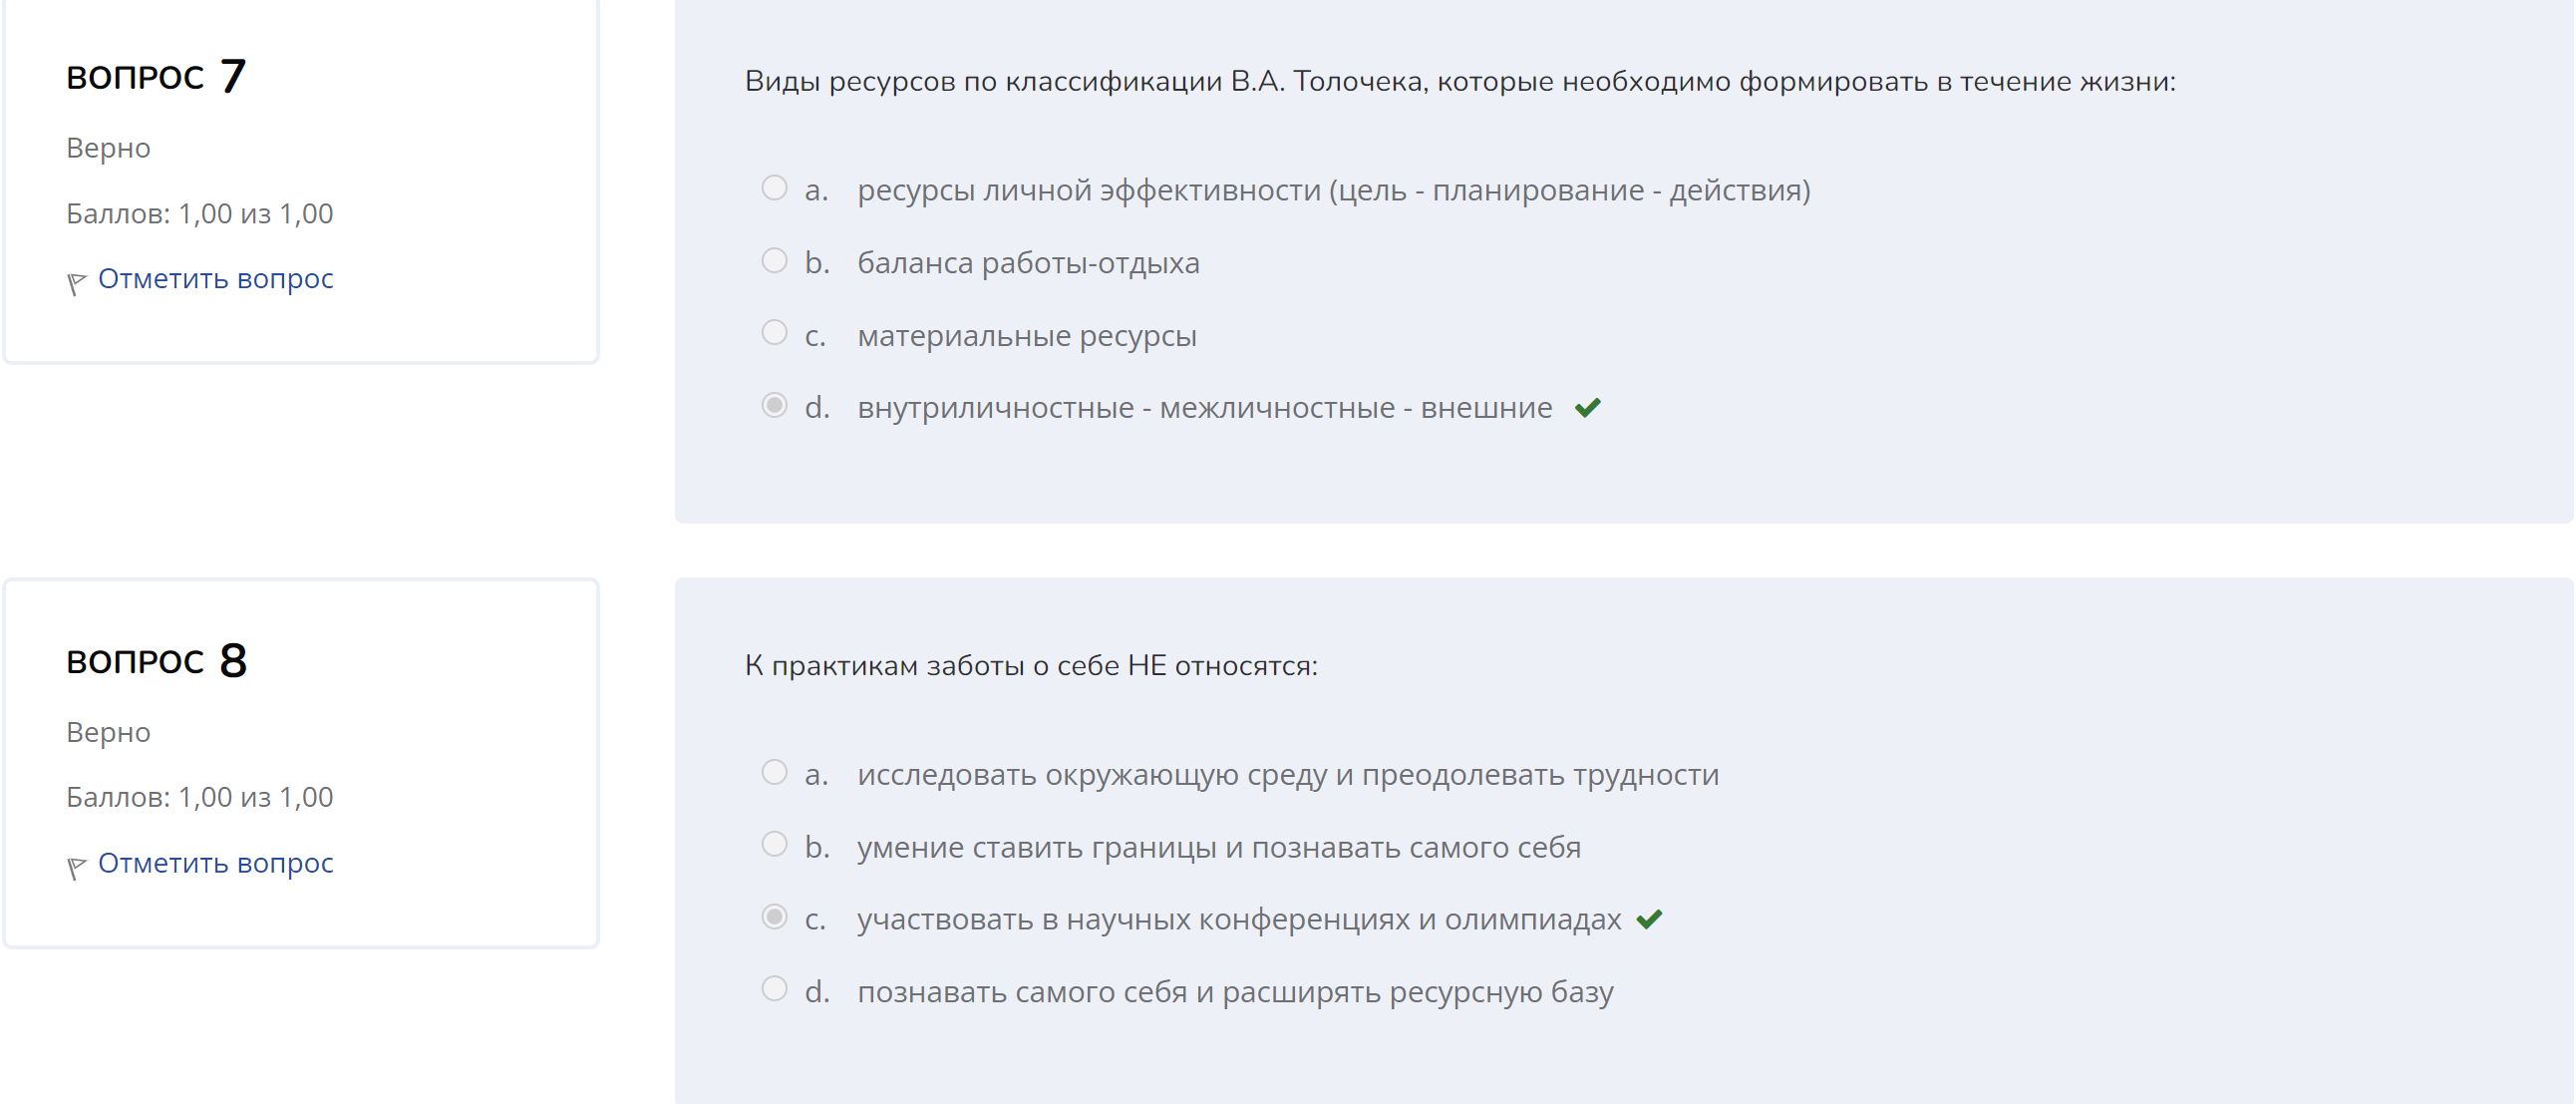 ВОПРОС 7
Верно
Баллов: 1,00 из 1,00
Отметить вопрос
Виды ресурсов по классификации В.А. Толочека, которые необходимо формировать в течение жизни:
a. ресурсы личной эффективности (цель - планирование - действия)
b. баланса работы-отдыха
c. материальные ресурсы
d. внутриличностные - межличностные - внешние
ВОПРОС 8
Верно
Баллов: 1,00 из 1,00
Отметить вопрос
К практикам заботы о себе НЕ относятся:
a. исследовать окружающую среду и преодолевать трудности
b. умение ставить границы и познавать самого себя
c. участвовать в научных конференциях и олимпиадах
d. познавать самого себя и расширять ресурсную базу